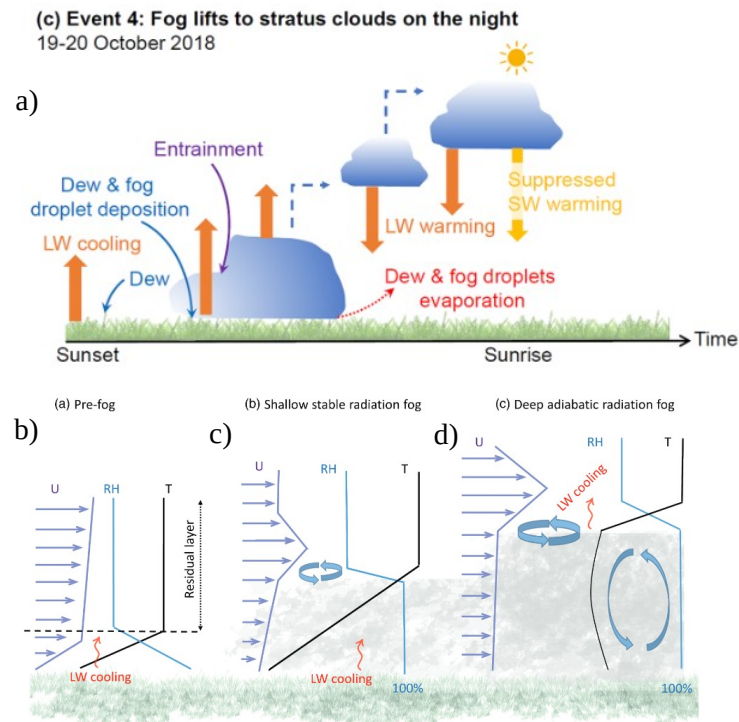 (c) Event 4: Fog lifts to stratus clouds on the night
19-20 October 2018
a)
Entrainment
Dew & fog
droplet deposition
LW cooling
Dew
LW warming
Suppressed
SW warming
Dew & fog droplets
evaporation
Sunset
Sunrise
Time
(a) Pre-fog
(b) Shallow stable radiation fog
(c) Deep adiabatic radiation fog
b)
c)
d)
U
RH
T
Residual layer
LW cooling
U
RH
T
LW cooling
100%
U
RH
T
LW cooling
100%